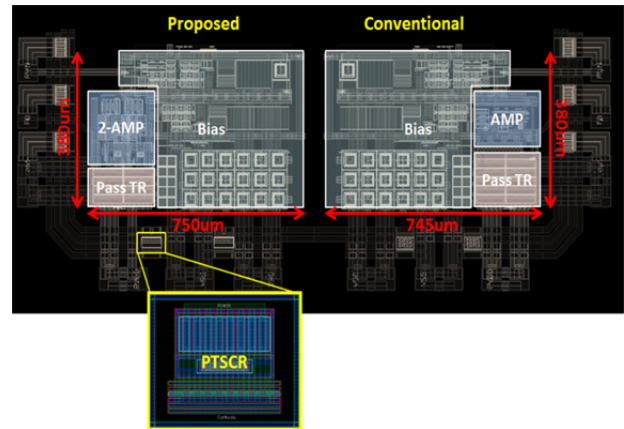 Proposed
Conventional
380um
2-AMP
Bias
Pass TR
750um
Bias
AMP
Pass TR
380um
745um
PTSCR